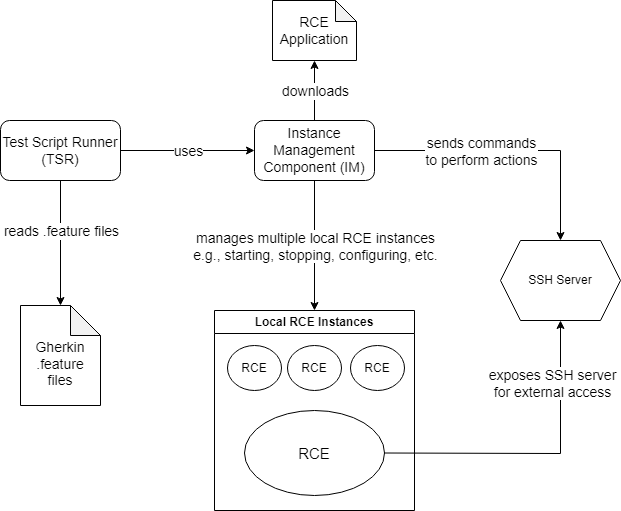 RCE
Application
downloads
Test Script Runner
(TSR)
uses
Instance
Management
Component (IM)
sends commands
to perform actions
reads .feature files
manages multiple local RCE instances
e.g., starting, stopping, configuring, etc.
SSH Server
Gherkin
.feature
files
Local RCE Instances
RCE
RCE
RCE
exposes SSH server
for external access
RCE